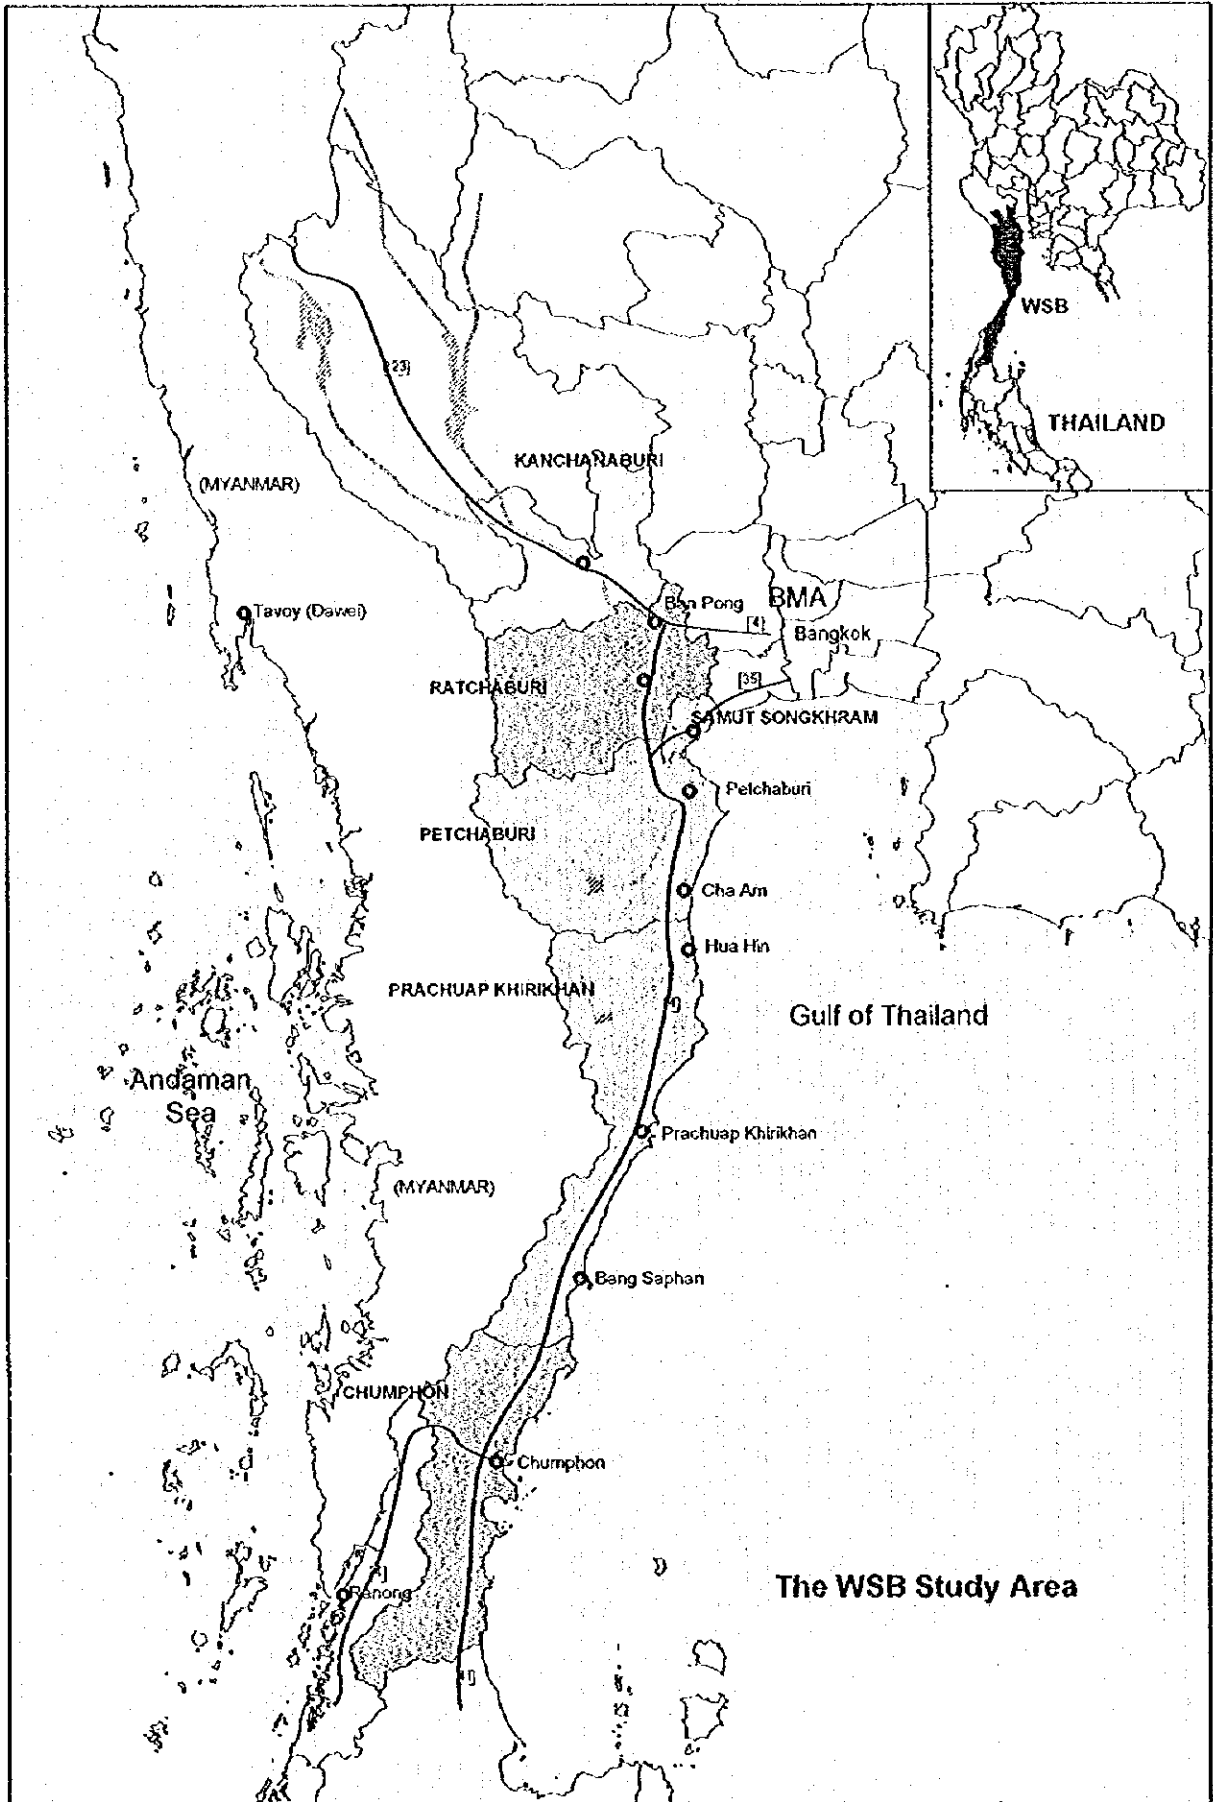 WSB
THAILAND
[23]
KANCHANABURI
(MYANMAR)
Tavoy (Dawei)
Ban Pong
BMA
[4]
Bangkok
RATCHABURI
[35]
SAMUT SONGKHRAM
Petchaburi
PETCHABURI
Cha Am
Hua Hin
PRACHUAP KHIRIKHAN
Gulf of Thailand
Andaman
Sea
Prachuap Khirikhan
(MYANMAR)
Bang Saphan
CHUMPHON
Chumphon
Ranong
The WSB Study Area